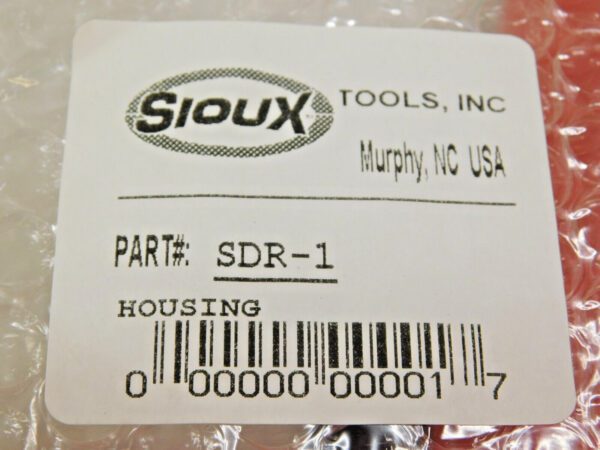 SIOUX
TOOLS, INC
Murphy, NC USA
PART#: SDR-1
HOUSING
0 00000 00001 7